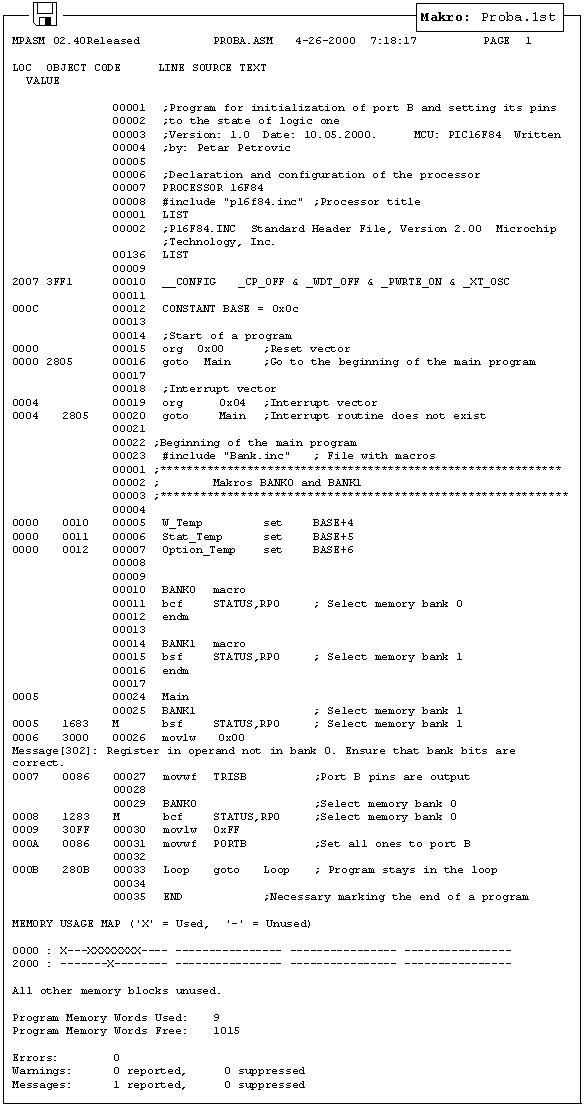 Makro: Proba.lst
MPASM 02.40Released PROBA.ASM 4-26-2000 7:18:17 PAGE 1
LOC OBJECT CODE LINE SOURCE TEXT
VALUE
00001 ;Program for initialization of port B and setting its pins
00002 ;to the state of logic one
00003 ;Version: 1.0 Date: 10.05.2000. MCU: PIC16F84 Written
00004 ;by: Petar Petrovic
00005
00006 ;Declaration and configuration of the processor
00007 PROCESSOR 16F84
00008 #include "p16f84.inc" ;Processor title
00001 LIST
00002 ;P16F84.INC Standard Header File, Version 2.00 Microchip
;Technology, Inc.
00136 LIST
00009
2007 3FF1 00010 __CONFIG _CP_OFF & _WDT_OFF & _PWRTE_ON & _XT_OSC
00011
000C 00012 CONSTANT BASE = 0x0c
00013
00014 ;Start of a program
0000 00015 org 0x00 ;Reset vector
0000 2805 00016 goto Main ;Go to the beginning of the main program
00017
00018 ;Interrupt vector
0004 00019 org 0x04 ;Interrupt vector
0004 2805 00020 goto Main ;Interrupt routine does not exist
00021
00022 ;Beginning of the main program
00023 #include "Bank.inc" ; File with macros
00001 ;*************************************************************
00002 ; Makros BANK0 and BANK1
00003 ;**************************************************************
00004
0000 0010 00005 W_Temp set BASE+4
0000 0011 00006 Stat_Temp set BASE+5
0000 0012 00007 Option_Temp set BASE+6
00008
00009
00010 BANK0 macro
00011 bcf STATUS,RP0 ; Select memory bank 0
00012 endm
00013
00014 BANK1 macro
00015 bsf STATUS,RP0 ; Select memory bank 1
00016 endm
00017
0005 00024 Main
00025 BANK1 ;Select memory bank 1
0005 1683 M bsf STATUS,RP0 ; Select memory bank 1
0006 3000 00026 movlw 0x00
Message[302]: Register in operand not in bank 0. Ensure that bank bits are
correct.
0007 0086 00027 movwf TRISB ;Port B pins are output
00028
00029 BANK0 ;Select memory bank 0
0008 1283 M bcf STATUS,RP0 ;Select memory bank 0
0009 30FF 00030 movlw 0xFF
000A 0086 00031 movwf PORTB ;Set all ones to port B
00032
000B 280B 00033 Loop goto Loop ; Program stays in the loop
00034
00035 END ;Necessary marking the end of a program
MEMORY USAGE MAP ('X' = Used, '-' = Unused)
0000 : X---XXXXXXXX---- ---------------- ---------------- ----------------
2000 : -------X-------- ---------------- ---------------- ----------------
All other memory blocks unused.
Program Memory Words Used: 9
Program Memory Words Free: 1015
Errors: 0
Warnings: 0 reported, 0 suppressed
Messages: 1 reported, 0 suppressed